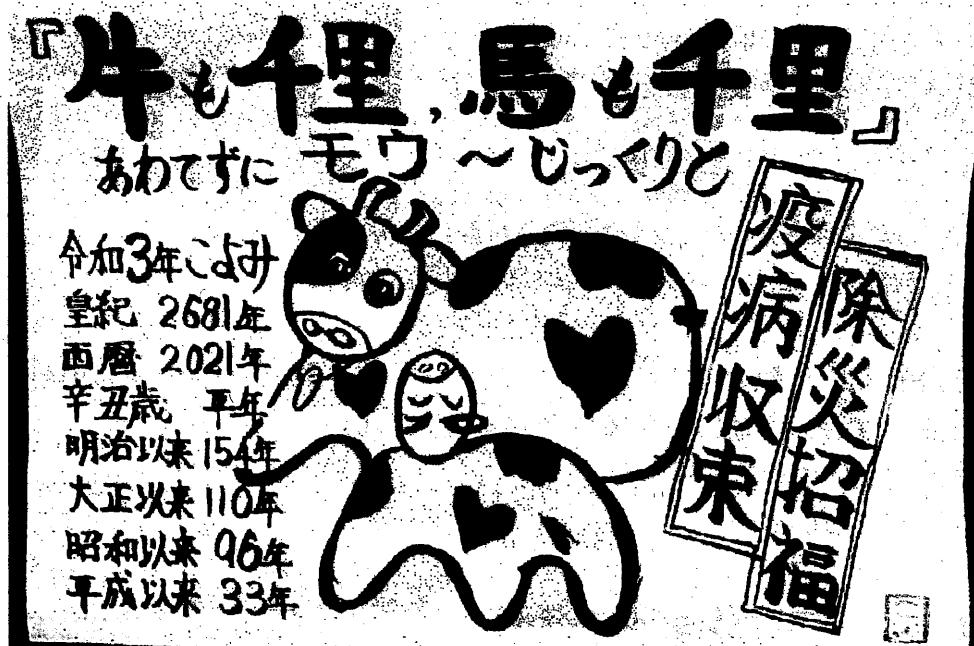 『牛も千里、馬も千里』
あわてずに モウ～じっくりと
令和3年こよみ
皇紀 2681年
西暦 2021年
辛丑歳 平年
明治以来 154年
大正以来 110年
昭和以来 96年
平成以来 33年
疫病収束
除災招福